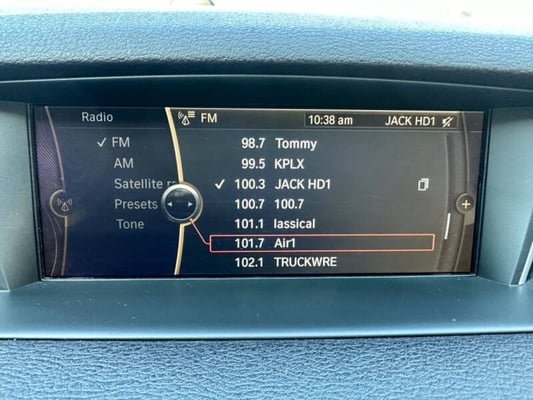 Radio FM 10:38 am JACK HD1
✓ FM
AM
Satellite r
Presets
Tone
98.7 Tommy
99.5 KPLX
✓ 100.3 JACK HD1
100.7 100.7
101.1 lassical
101.7 Air1
102.1 TRUCKWRE